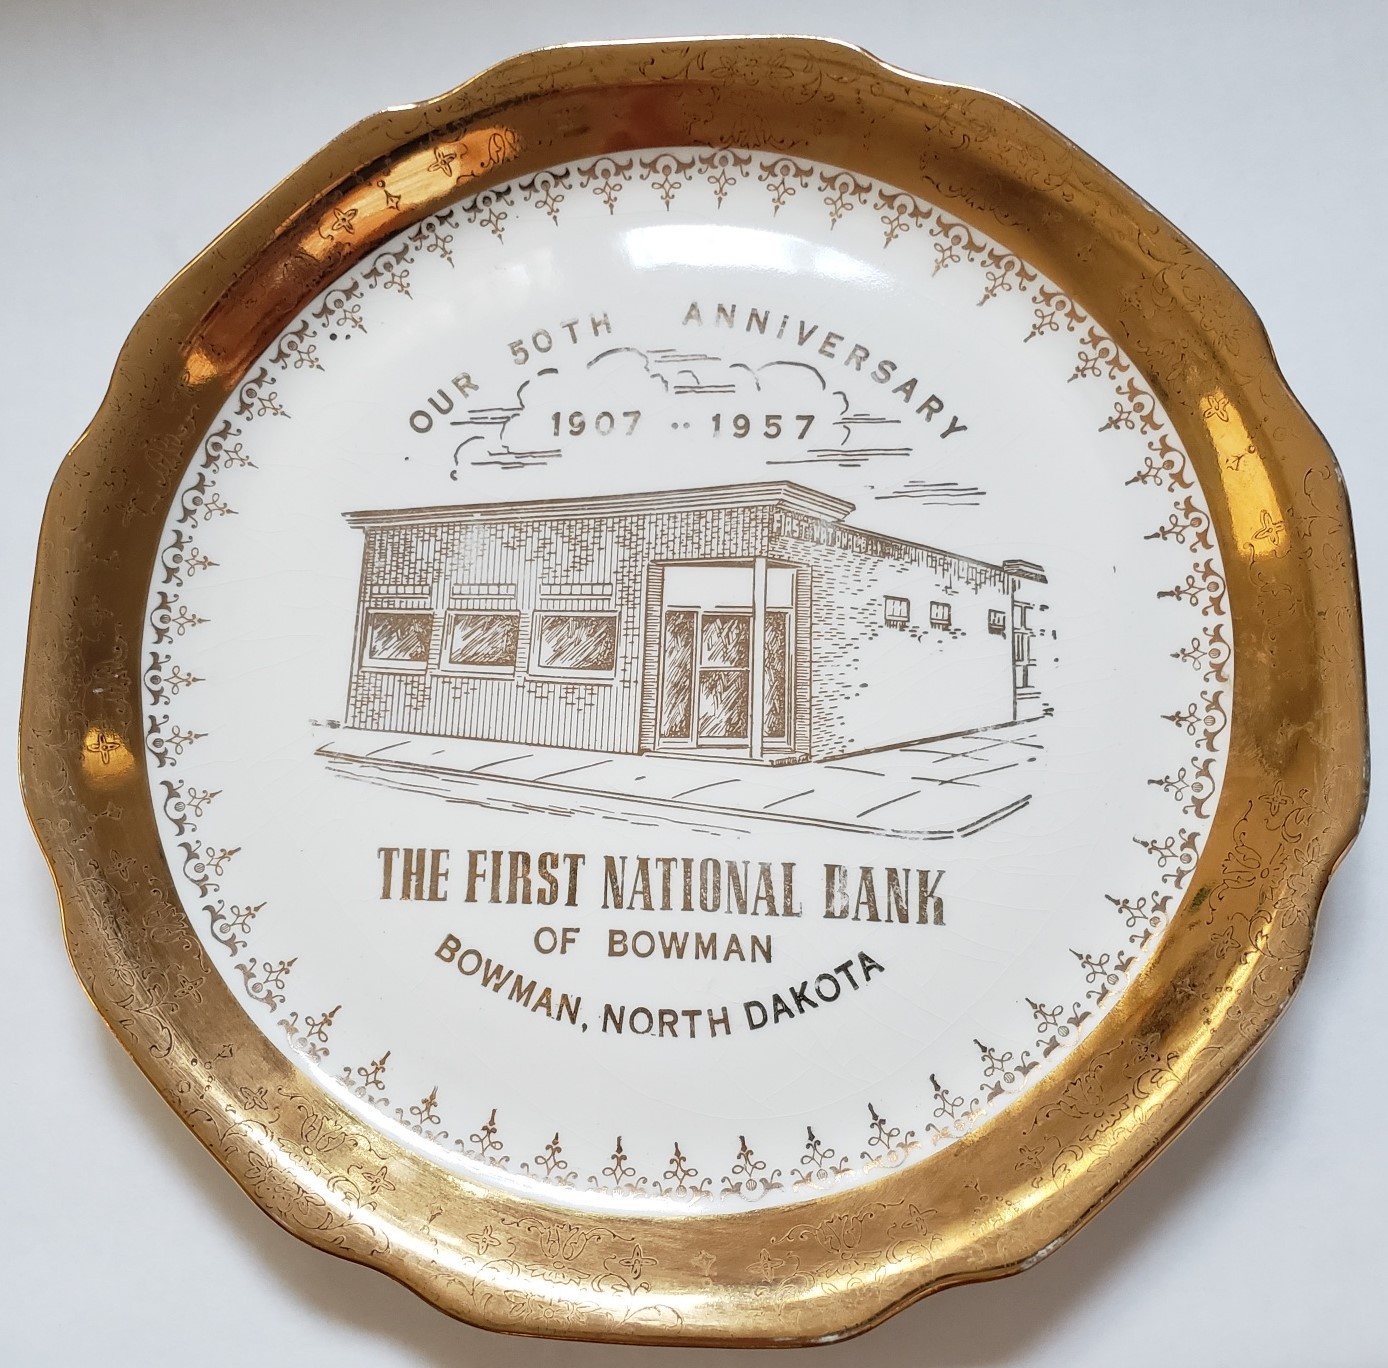 OUR 50TH ANNiVERSARY
1907 ·· 1957
THE FIRST NATIONAL BANK
OF BOWMAN
BOWMAN, NORTH DAKOTA